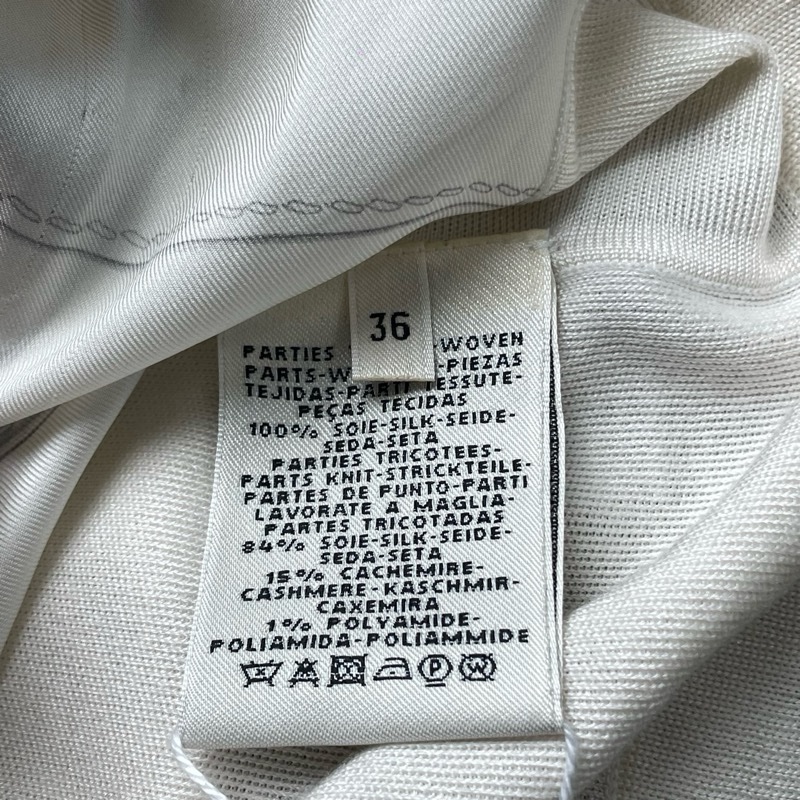 36
PARTIES -WOVEN
PARTS-W -PIEZAS
TEJIDAS-PARTI ESSUTE-
PEÇAS TECIDAS
100% SOIE-SILK-SEIDE-
SEDA-SETA
PARTIES TRICOTEES-
PARTS KNIT-STRICKTEILE-
PARTES DE PUNTO-PARTI
LAVORATE A MAGLIA-
PARTES TRICOTADAS
84% SOIE-SILK-SEIDE-
SEDA-SETA
15% CACHEMIRE-
CASHMERE-KASCHMIR-
CAXEMIRA
1% POLYAMIDE-
POLIAMIDA-POLIAMMIDE
P W